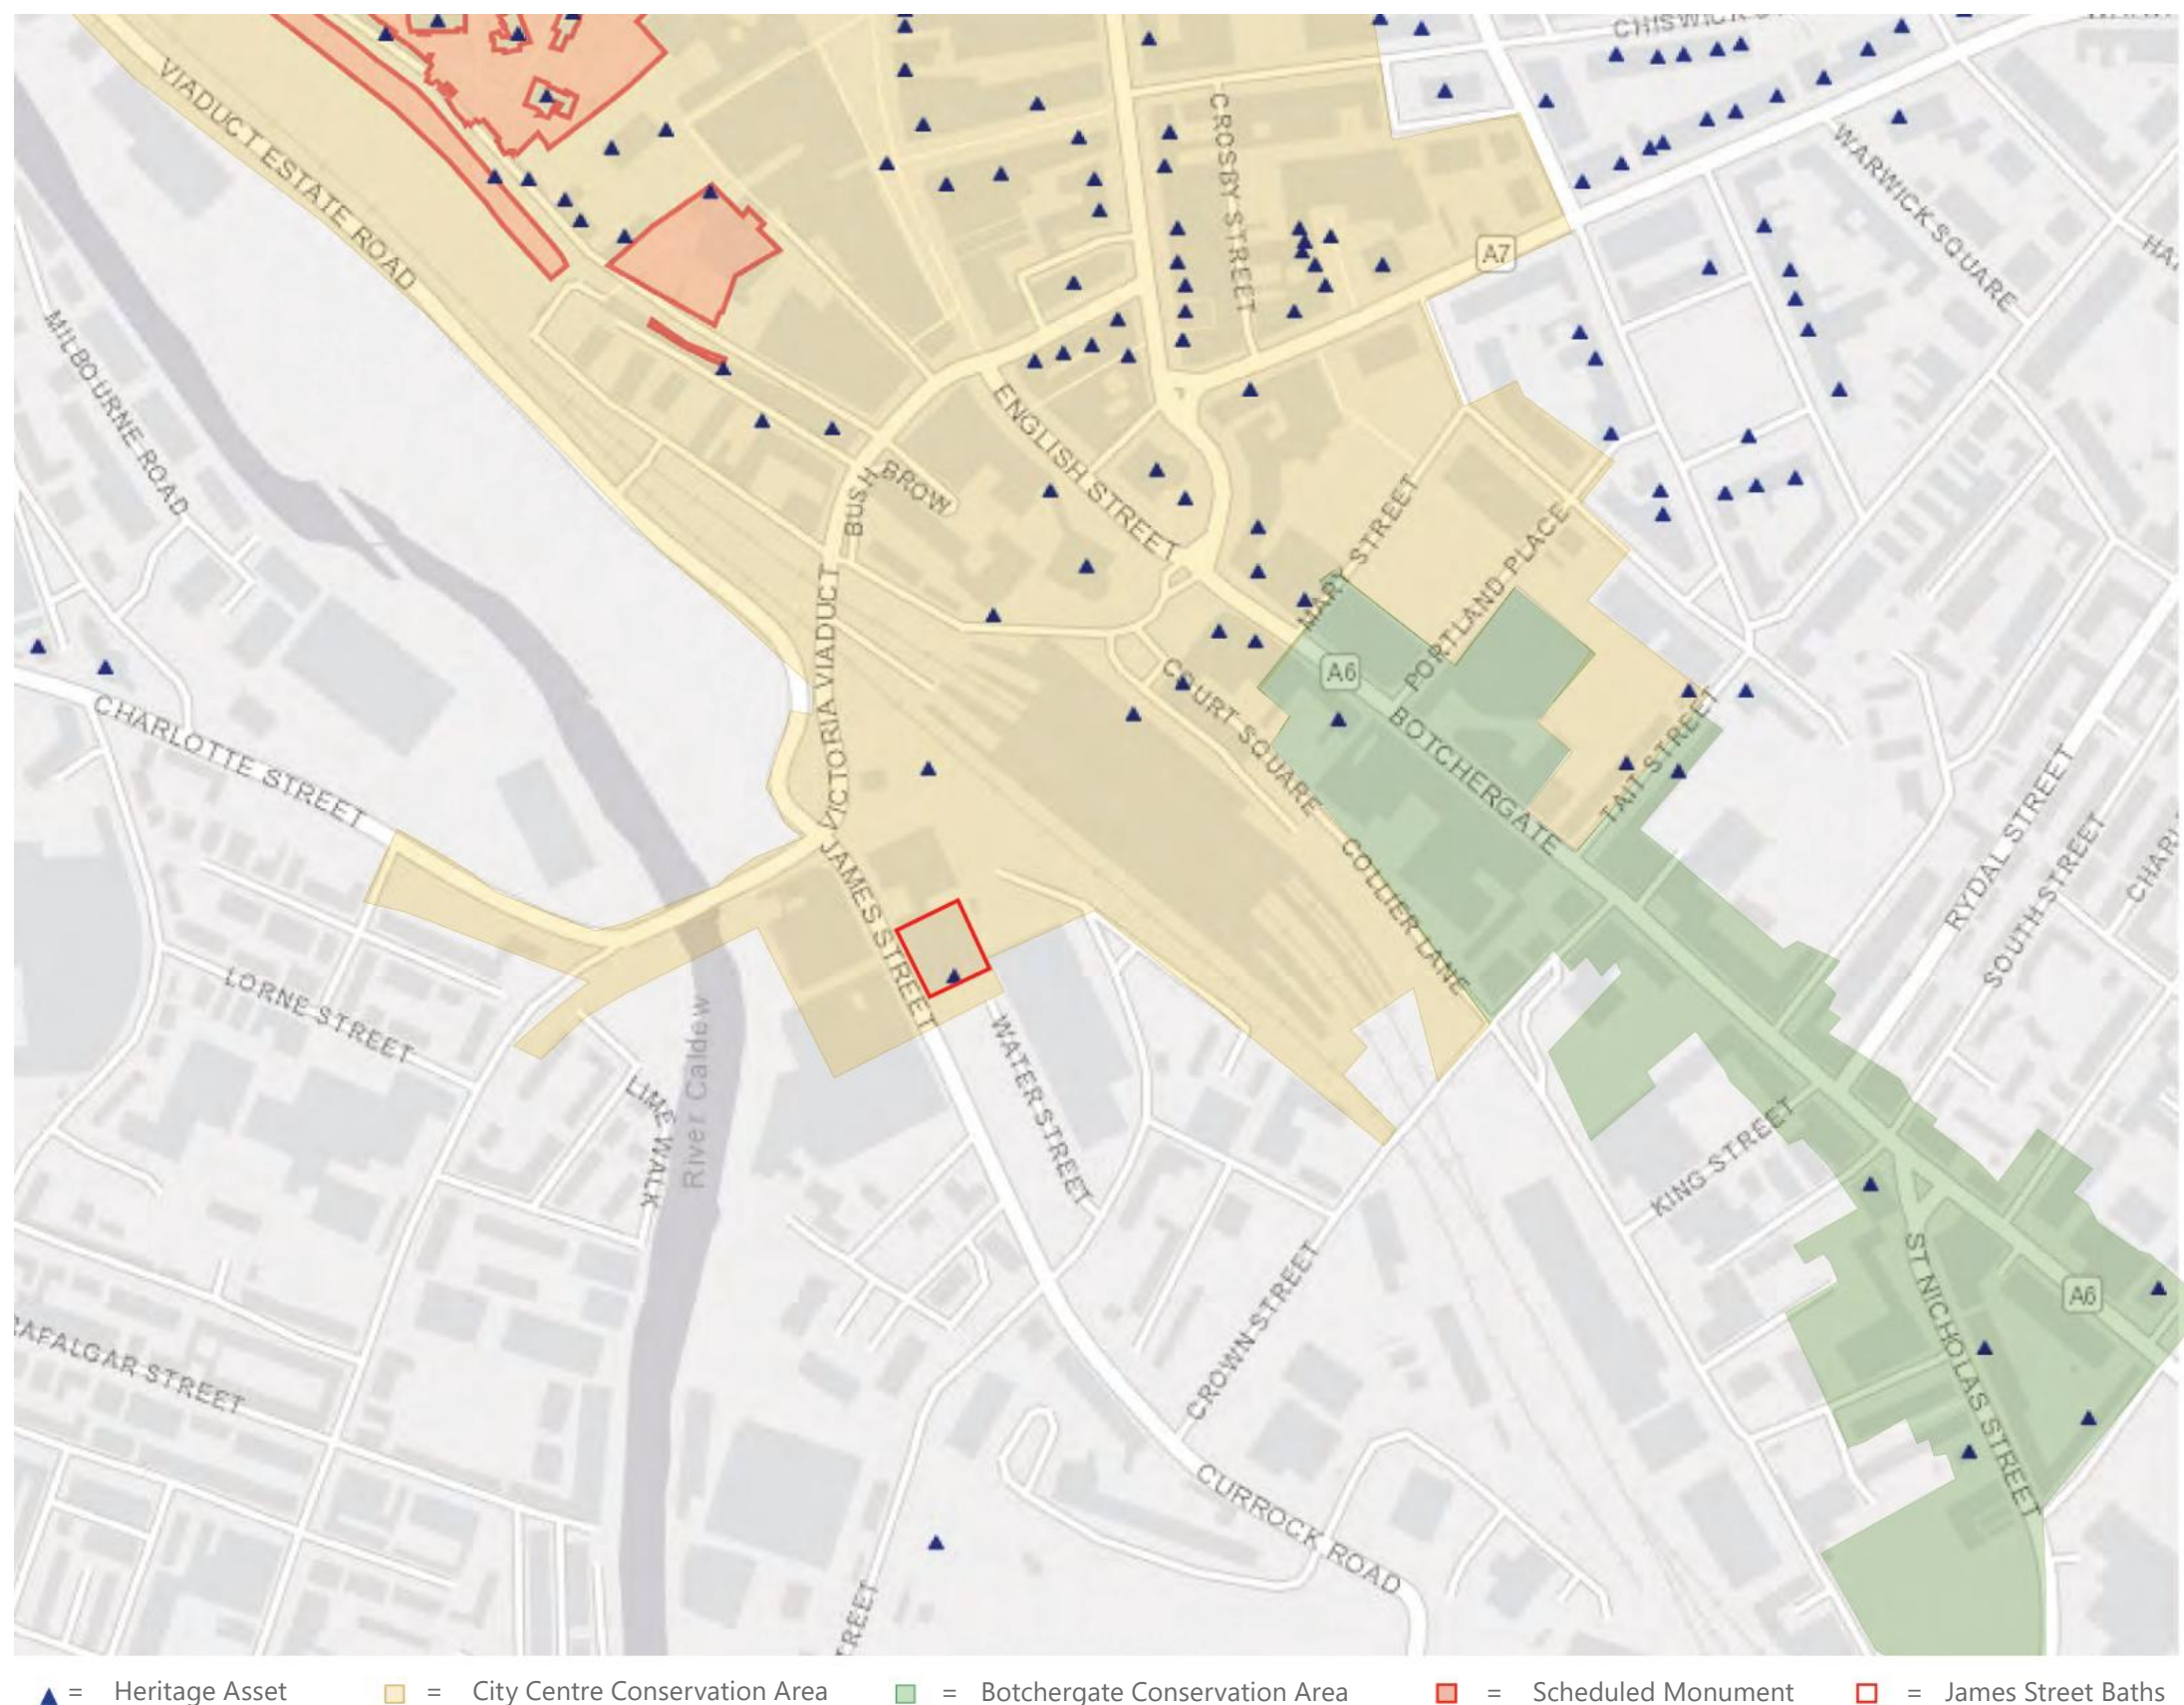 CHISWICK
VIADUCT ESTATE ROAD
CROSBY STREET
WARWICK SQUARE
A7
MILBOURNE ROAD
ENGLISH STREET
BUSH
BROW
MARY STREET
PORTLAND PLACE
VICTORIA VIADUCT
A6
COURT SQUARE
BOTCHERGATE
TAIT STREET
CHARLOTTE STREET
JAMES STREET
COLLIER LANE
RYDAL STREET
SOUTH STREET
LORNE STREET
River Caldew
WATER STREET
LIME WALK
KING STREET
ST NICHOLAS STREET
A6
CROWN STREET
RAFALGAR STREET
CURROCK ROAD
TREET
= Heritage Asset = City Centre Conservation Area = Botchergate Conservation Area = Scheduled Monument = James Street Baths